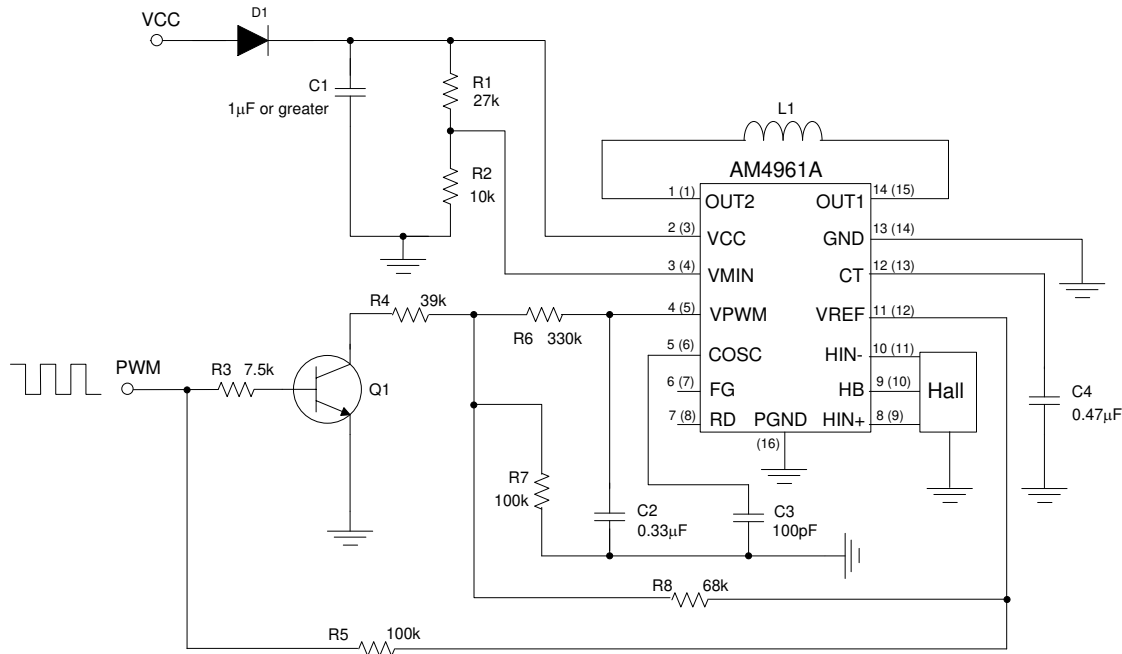 D1
VCC
C1
1µF or greater
R1
27k
R2
10k
L1
AM4961A
1 (1)
OUT2
OUT1
14 (15)
2 (3)
VCC
GND
13 (14)
3 (4)
VMIN
CT
12 (13)
4 (5)
VPWM
VREF
11 (12)
5 (6)
COSC
HIN-
10 (11)
6 (7)
FG
HB
9 (10)
7 (8)
RD
PGND
HIN+
8 (9)
(16)
Hall
R4 39k
R6 330k
PWM
R3 7.5k
Q1
C4
0.47µF
R7
100k
C2
0.33µF
C3
100pF
R8 68k
R5 100k